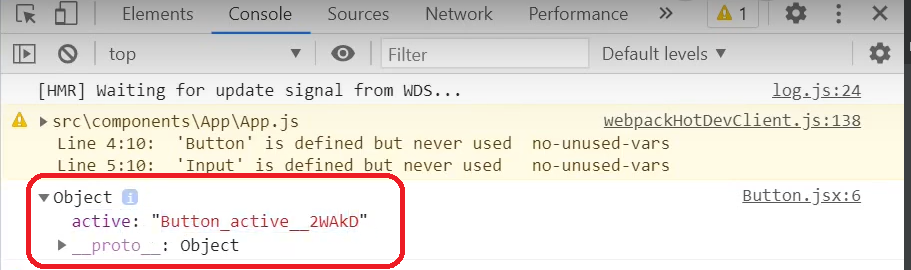 Elements Console Sources Network Performance » 1
top Filter Default levels
[HMR] Waiting for update signal from WDS... log.js:24
src\components\App\App.js webpackHotDevClient.js:138
Line 4:10: 'Button' is defined but never used no-unused-vars
Line 5:10: 'Input' is defined but never used no-unused-vars
Object i Button.jsx:6
active: "Button_active__2WAkD"
__proto__: Object